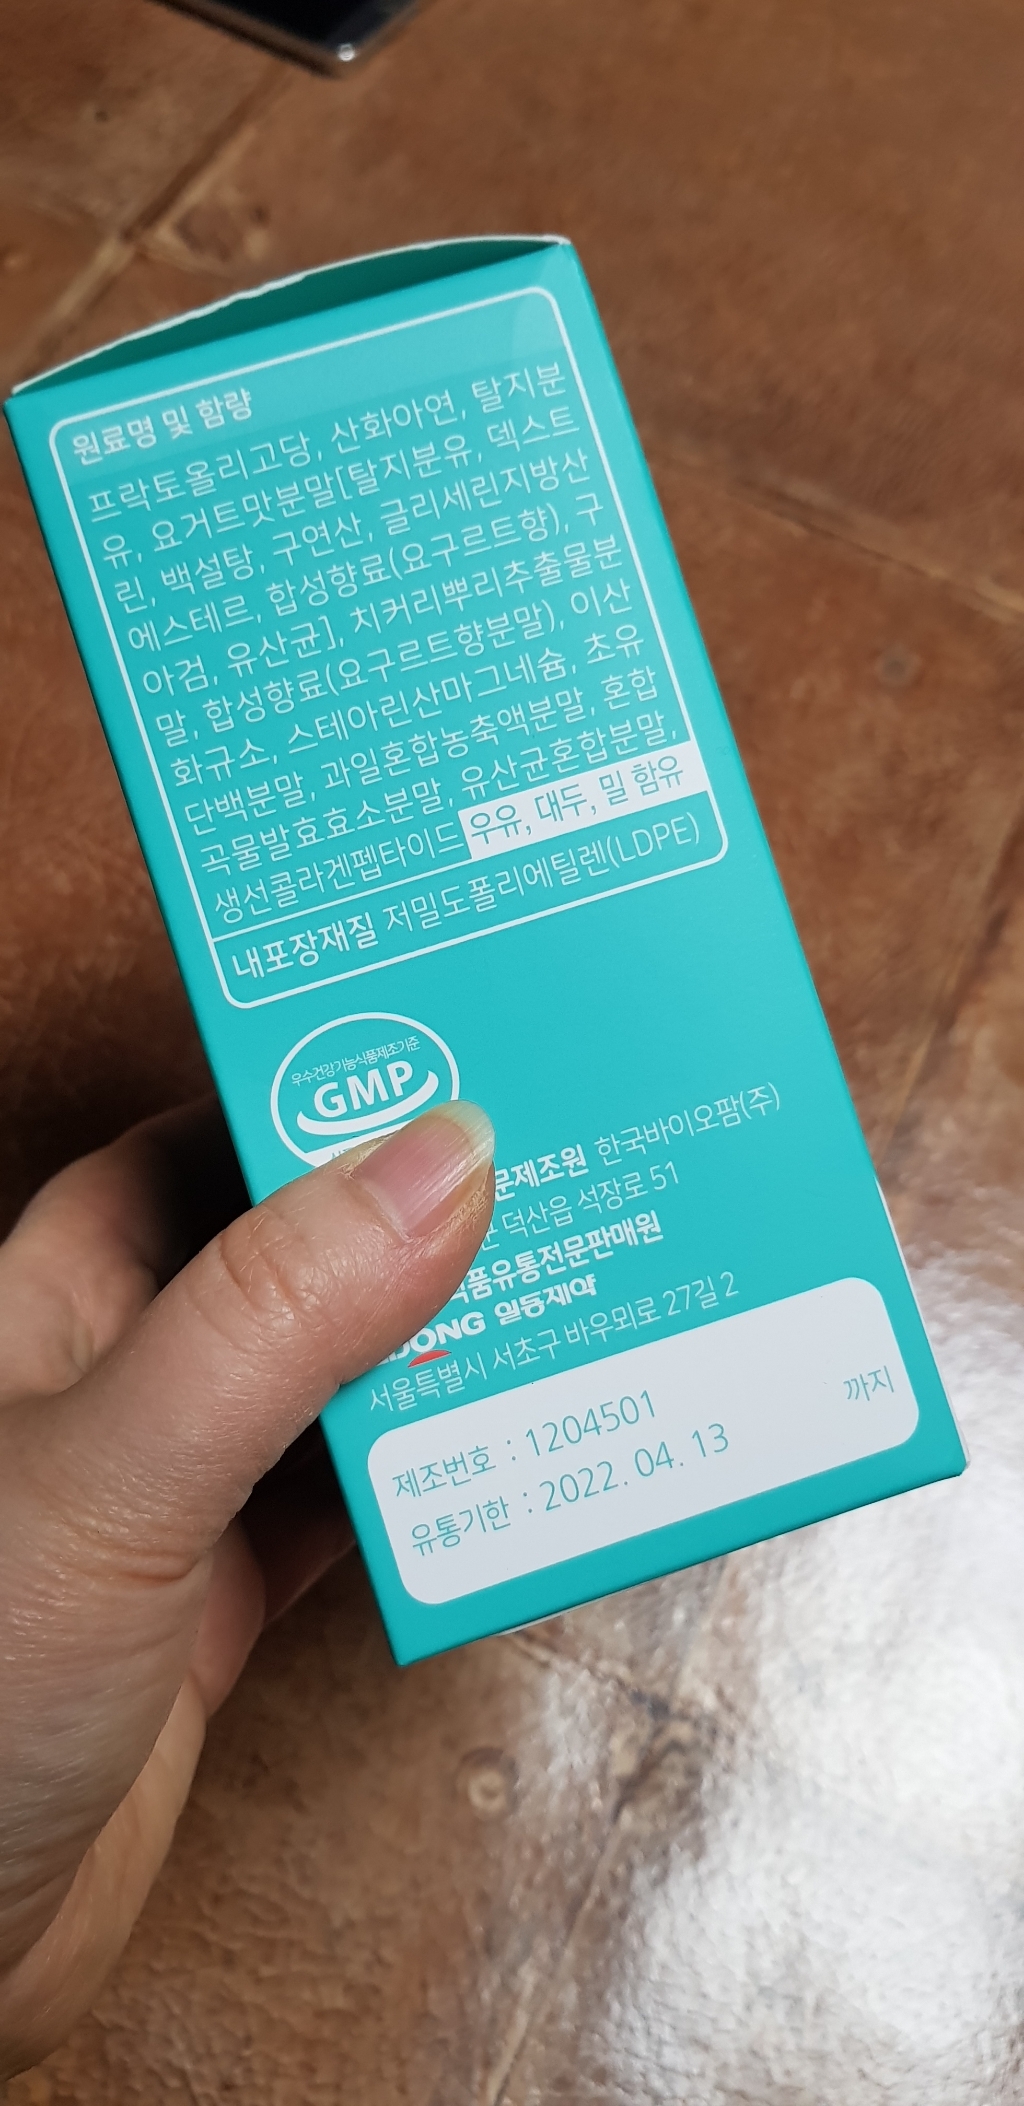 원료명 및 함량
프락토올리고당, 산화아연, 탈지분
유, 요거트맛분말[탈지분유, 덱스트
린, 백설탕, 구연산, 글리세린지방산
에스테르, 합성향료(요구르트향), 구
아검, 유산균], 치커리뿌리추출물분
말, 합성향료(요구르트향분말), 이산
화규소, 스테아린산마그네슘, 초유
단백분말, 과일혼합농축액분말, 혼합
곡물발효효소분말, 유산균혼합분말,
생선콜라겐펩타이드 우유, 대두, 밀 함유
내포장재질 저밀도폴리에틸렌(LDPE)
우수건강기능식품제조기준
GMP
문제조원 한국바이오팜(주)
군 덕산읍 석장로 51
식품유통전문판매원
ILDONG 일동제약
서울특별시 서초구 바우뫼로 27길 2
제조번호 : 1204501
유통기한 : 2022. 04. 13 까지